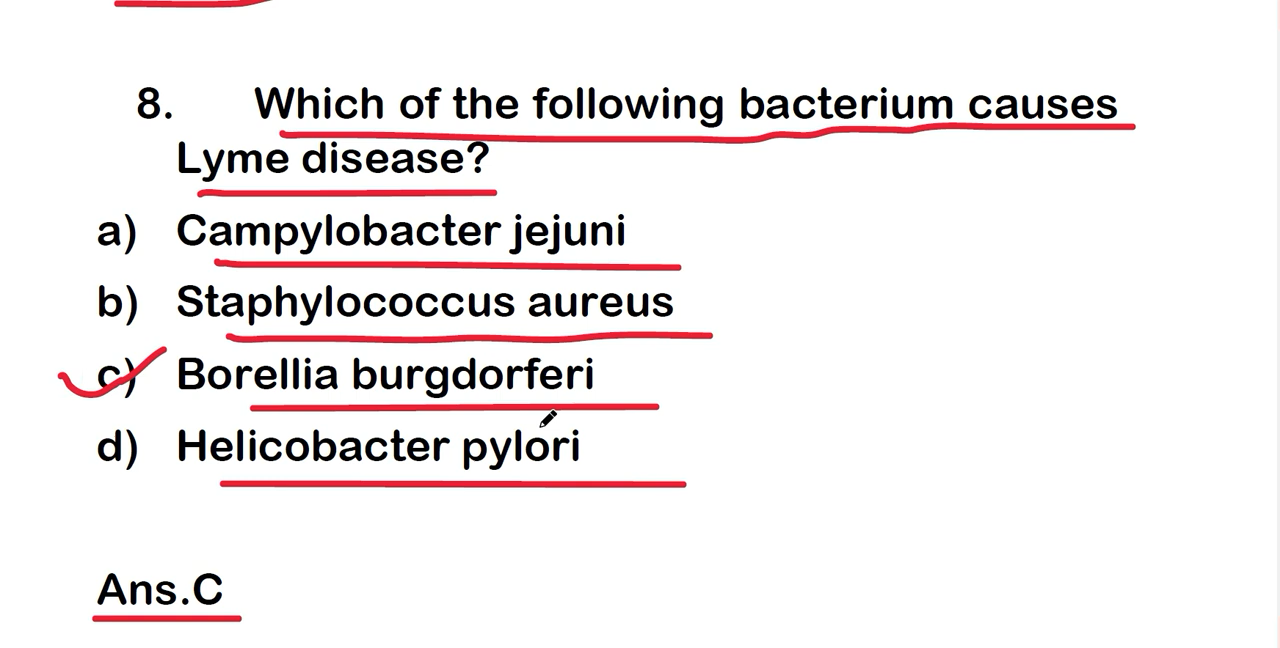 8. Which of the following bacterium causes
Lyme disease?
a) Campylobacter jejuni
b) Staphylococcus aureus
c) Borellia burgdorferi
d) Helicobacter pylori
Ans.C